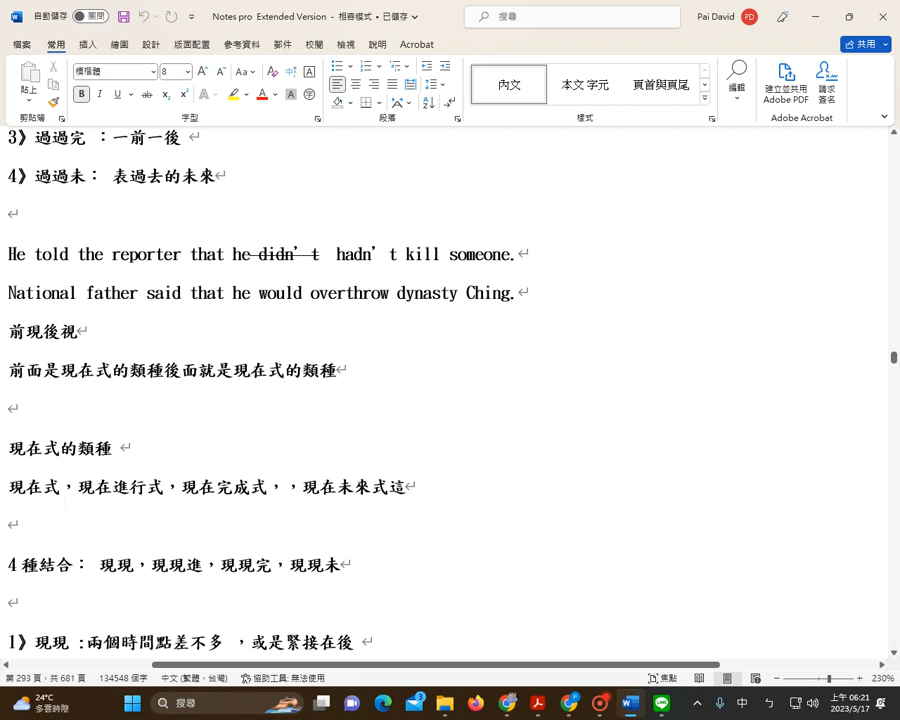 自動儲存 關閉 Notes pro Extended Version - 相容模式 • 已儲存 搜尋 Pai David PD
檔案 常用 插入 繪圖 設計 版面配置 參考資料 郵件 校閱 檢視 說明 Acrobat 共用
貼上 楷體 8 A A Aa A 內文 本文 字元 頁首與頁尾 編輯 建立並共用 Adobe PDF 請求 簽名
B I U ab x₂ x² A A A 字
剪貼簿 字型 段落 樣式 Adobe Acrobat
3》過過完 ：一前一後
4》過過未： 表過去的未來
He told the reporter that he didn't hadn't kill someone.
National father said that he would overthrow dynasty Ching.
前現後視
前面是現在式的類種後面就是現在式的類種
現在式的類種
現在式，現在進行式，現在完成式，，現在未來式這
4 種結合： 現現，現現進，現現完，現現未
1》現現 :兩個時間點差不多 ，或是緊接在後
第 293 頁，共 681 頁 134548 個字 中文 (繁體，台灣) 協助工具: 無法使用 焦點 230%
24°C 多雲時陰 搜尋 中 上午 06:21 2023/5/17